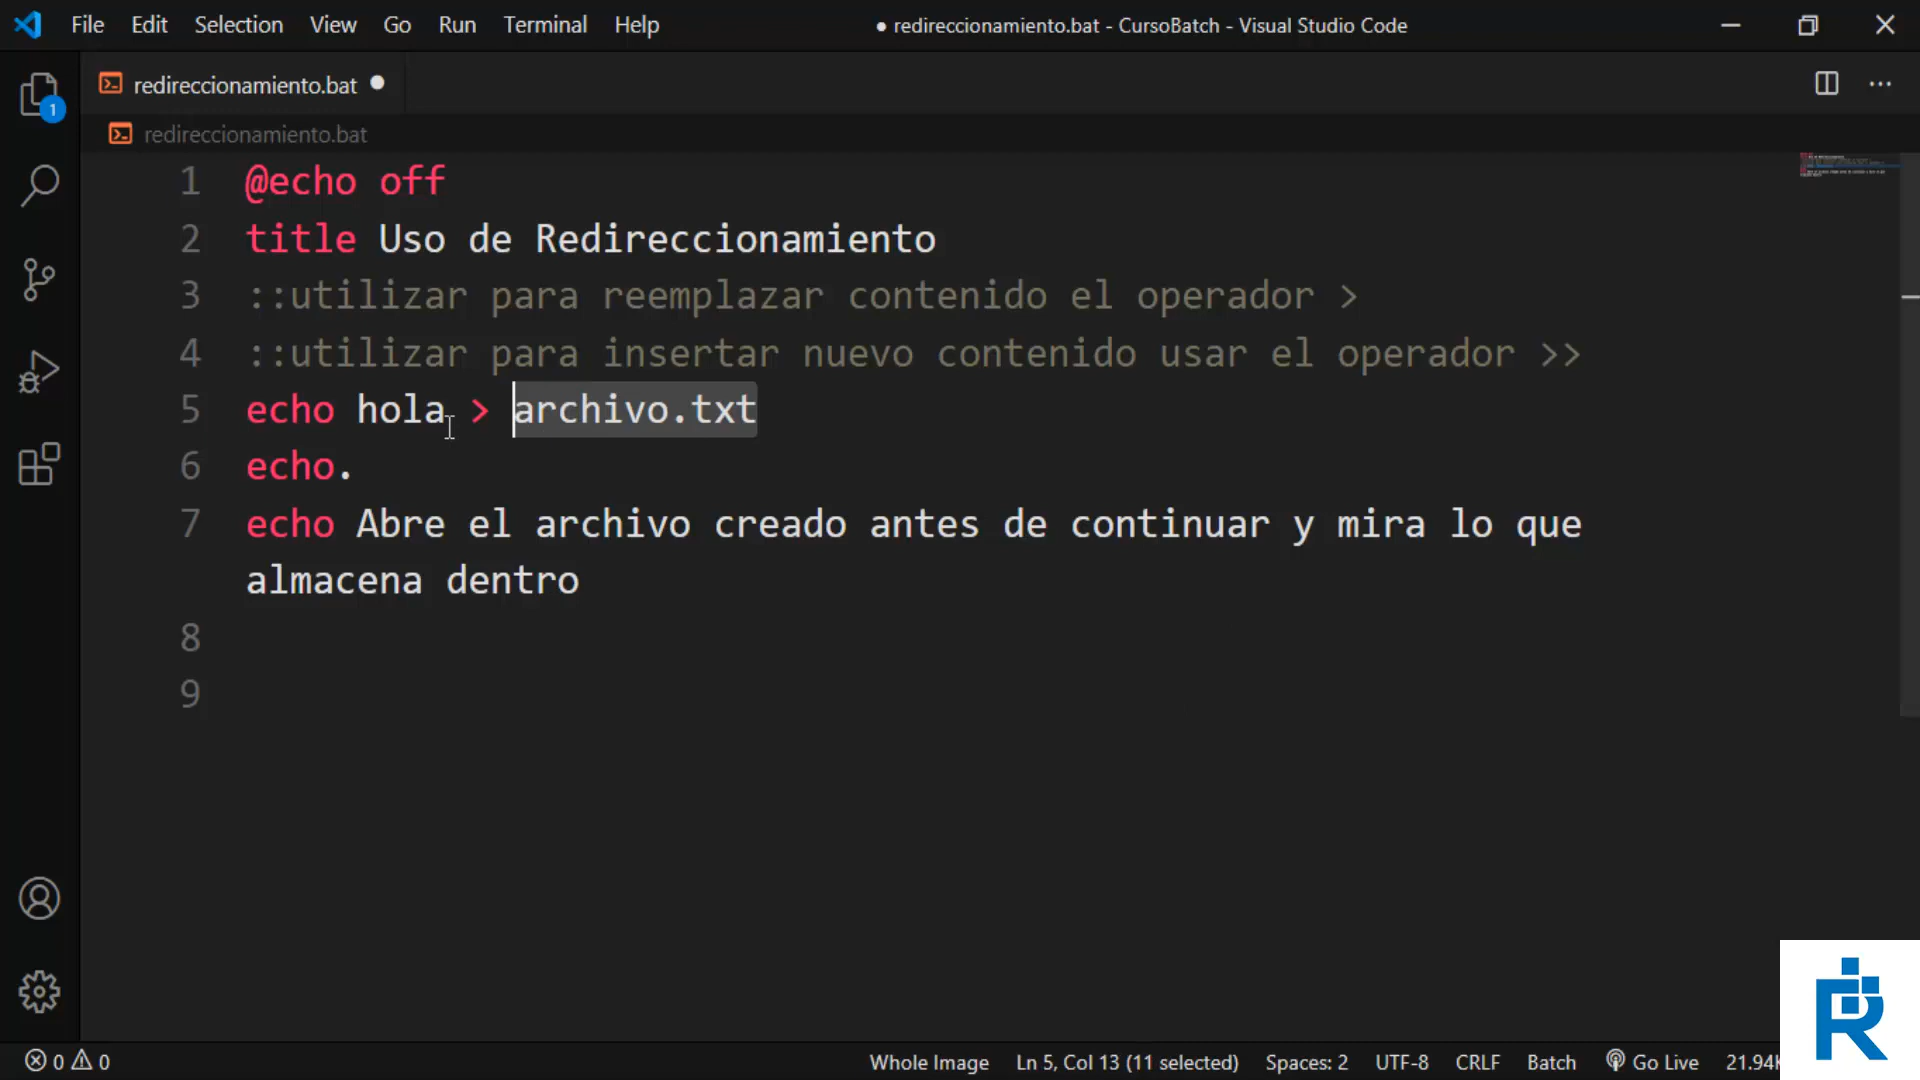 File Edit Selection View Go Run Terminal Help ● redireccionamiento.bat - CursoBatch - Visual Studio Code
redireccionamiento.bat
redireccionamiento.bat
1 @echo off
2 title Uso de Redireccionamiento
3 ::utilizar para reemplazar contenido el operador >
4 ::utilizar para insertar nuevo contenido usar el operador >>
5 echo hola > archivo.txt
6 echo.
7 echo Abre el archivo creado antes de continuar y mira lo que
almacena dentro
8
9
1
0 0 Whole Image Ln 5, Col 13 (11 selected) Spaces: 2 UTF-8 CRLF Batch Go Live